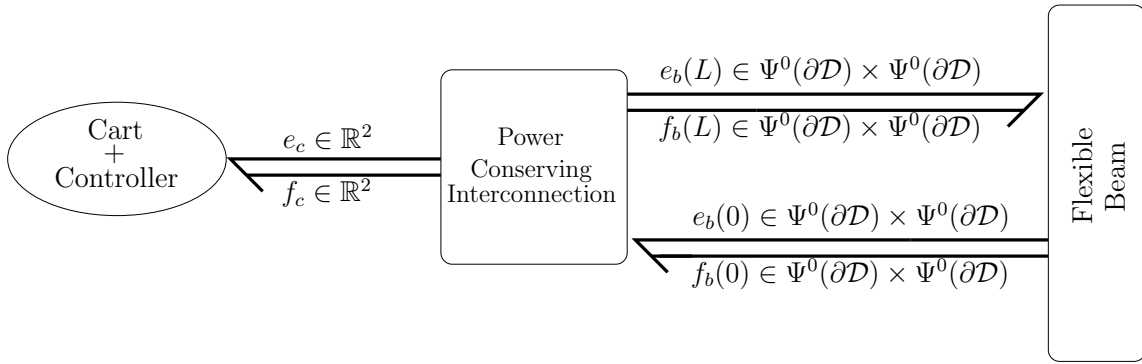 Cart
+
Controller
e_c ∈ ℝ²
f_c ∈ ℝ²
Power
Conserving
Interconnection
e_b(L) ∈ Ψ⁰(∂𝒟) × Ψ⁰(∂𝒟)
f_b(L) ∈ Ψ⁰(∂𝒟) × Ψ⁰(∂𝒟)
e_b(0) ∈ Ψ⁰(∂𝒟) × Ψ⁰(∂𝒟)
f_b(0) ∈ Ψ⁰(∂𝒟) × Ψ⁰(∂𝒟)
Flexible
Beam